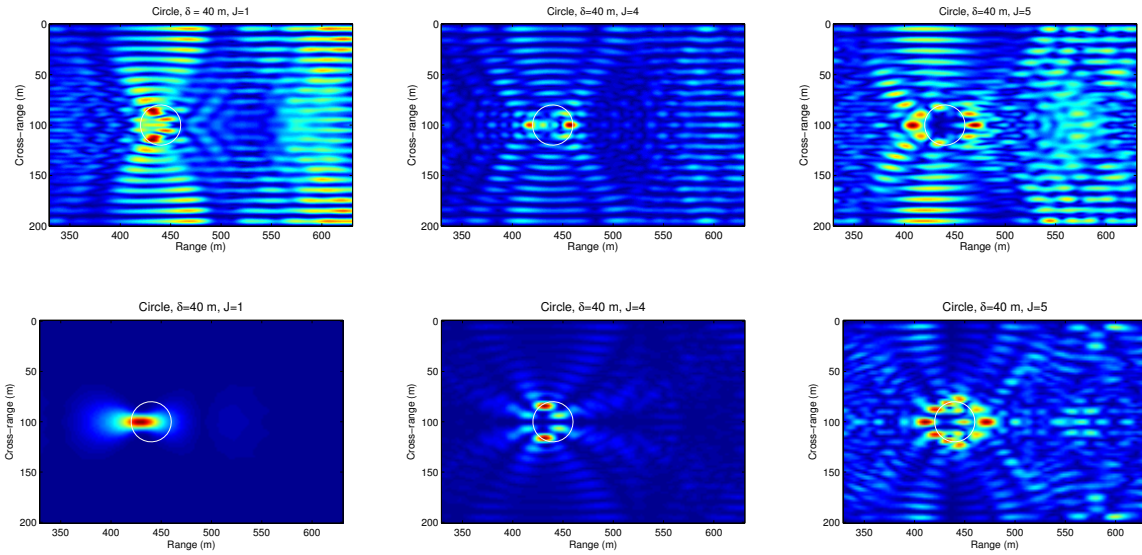 Circle, δ = 40 m, J=1
Cross−range (m)
0
50
100
150
200
350 400 450 500 550 600
Range (m)
Circle, δ=40 m, J=4
Cross−range (m)
0
50
100
150
200
350 400 450 500 550 600
Range (m)
Circle, δ=40 m, J=5
Cross−range (m)
0
50
100
150
200
350 400 450 500 550 600
Range (m)
Circle, δ=40 m, J=1
Cross−range (m)
0
50
100
150
200
350 400 450 500 550 600
Range (m)
Circle, δ=40 m, J=4
Cross−range (m)
0
50
100
150
200
350 400 450 500 550 600
Range (m)
Circle, δ=40 m, J=5
Cross−range (m)
0
50
100
150
200
350 400 450 500 550 600
Range (m)